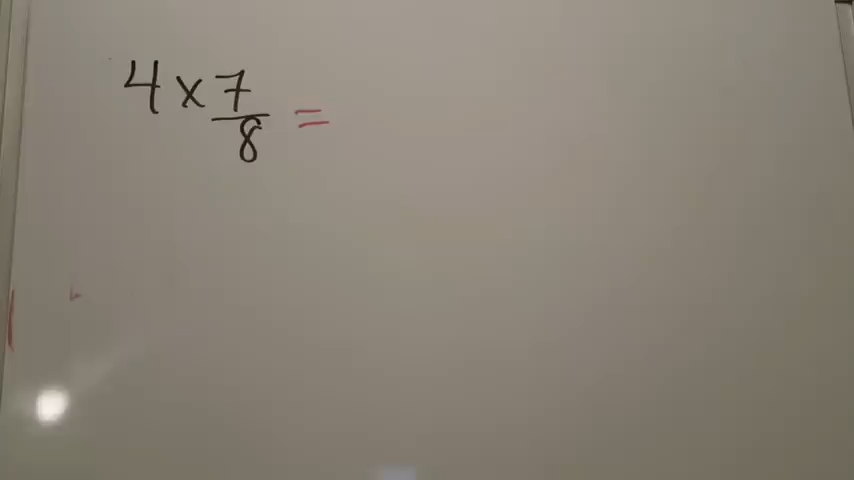 4 × 7/8 =